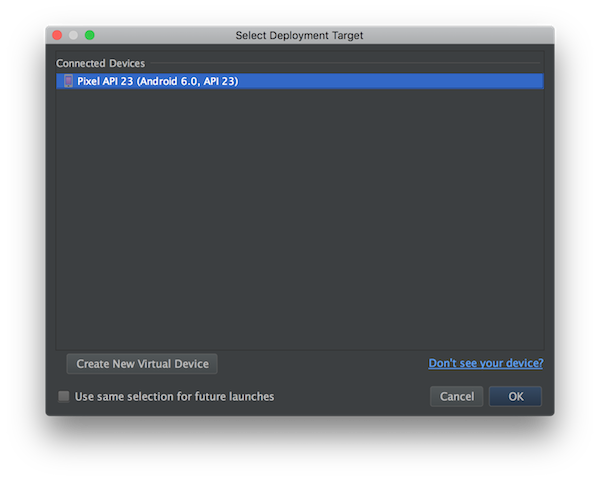 Select Deployment Target
Connected Devices
Pixel API 23 (Android 6.0, API 23)
Create New Virtual Device
Don't see your device?
Use same selection for future launches
Cancel
OK